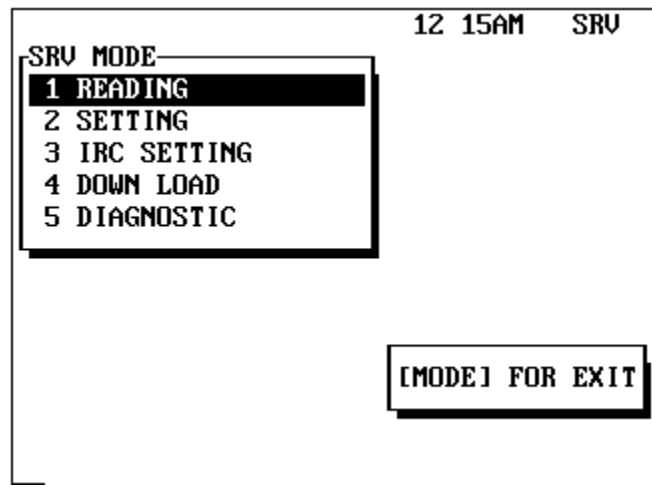 12 15AM SRV
SRV MODE
1 READING
2 SETTING
3 IRC SETTING
4 DOWN LOAD
5 DIAGNOSTIC
[MODE] FOR EXIT